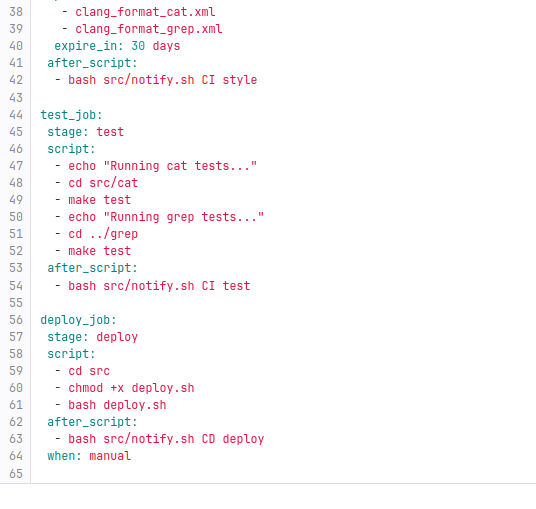 38 - clang_format_cat.xml
39 - clang_format_grep.xml
40 expire_in: 30 days
41 after_script:
42 - bash src/notify.sh CI style
43
44 test_job:
45 stage: test
46 script:
47 - echo "Running cat tests..."
48 - cd src/cat
49 - make test
50 - echo "Running grep tests..."
51 - cd ../grep
52 - make test
53 after_script:
54 - bash src/notify.sh CI test
55
56 deploy_job:
57 stage: deploy
58 script:
59 - cd src
60 - chmod +x deploy.sh
61 - bash deploy.sh
62 after_script:
63 - bash src/notify.sh CD deploy
64 when: manual
65